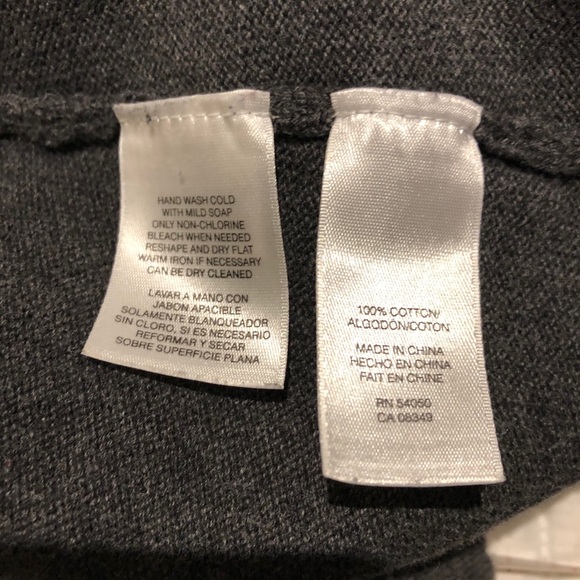 HAND WASH COLD
WITH MILD SOAP
ONLY NON-CHLORINE
BLEACH WHEN NEEDED
RESHAPE AND DRY FLAT
WARM IRON IF NECESSARY
CAN BE DRY CLEANED
LAVAR A MANO CON
JABON APACIBLE
SOLAMENTE BLANQUEADOR
SIN CLORO, SI ES NECESARIO
REFORMAR Y SECAR
SOBRE SUPERFICIE PLANA
100% COTTON/
ALGODÓN/COTON
MADE IN CHINA
HECHO EN CHINA
FAIT EN CHINE
RN 54050
CA 08349